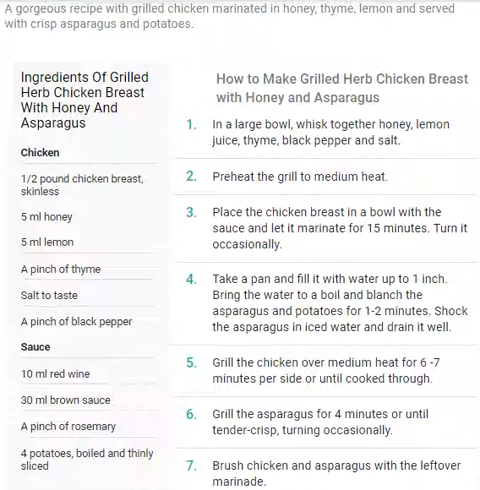 A gorgeous recipe with grilled chicken marinated in honey, thyme, lemon and served
with crisp asparagus and potatoes.
Ingredients Of Grilled
Herb Chicken Breast
With Honey And
Asparagus
Chicken
1/2 pound chicken breast,
skinless
5 ml honey
5 ml lemon
A pinch of thyme
Salt to taste
A pinch of black pepper
Sauce
10 ml red wine
30 ml brown sauce
A pinch of rosemary
4 potatoes, boiled and thinly
sliced
How to Make Grilled Herb Chicken Breast
with Honey and Asparagus
1. In a large bowl, whisk together honey, lemon
juice, thyme, black pepper and salt.
2. Preheat the grill to medium heat.
3. Place the chicken breast in a bowl with the
sauce and let it marinate for 15 minutes. Turn it
occasionally.
4. Take a pan and fill it with water up to 1 inch.
Bring the water to a boil and blanch the
asparagus and potatoes for 1-2 minutes. Shock
the asparagus in iced water and drain it well.
5. Grill the chicken over medium heat for 6 -7
minutes per side or until cooked through.
6. Grill the asparagus for 4 minutes or until
tender-crisp, turning occasionally.
7. Brush chicken and asparagus with the leftover
marinade.